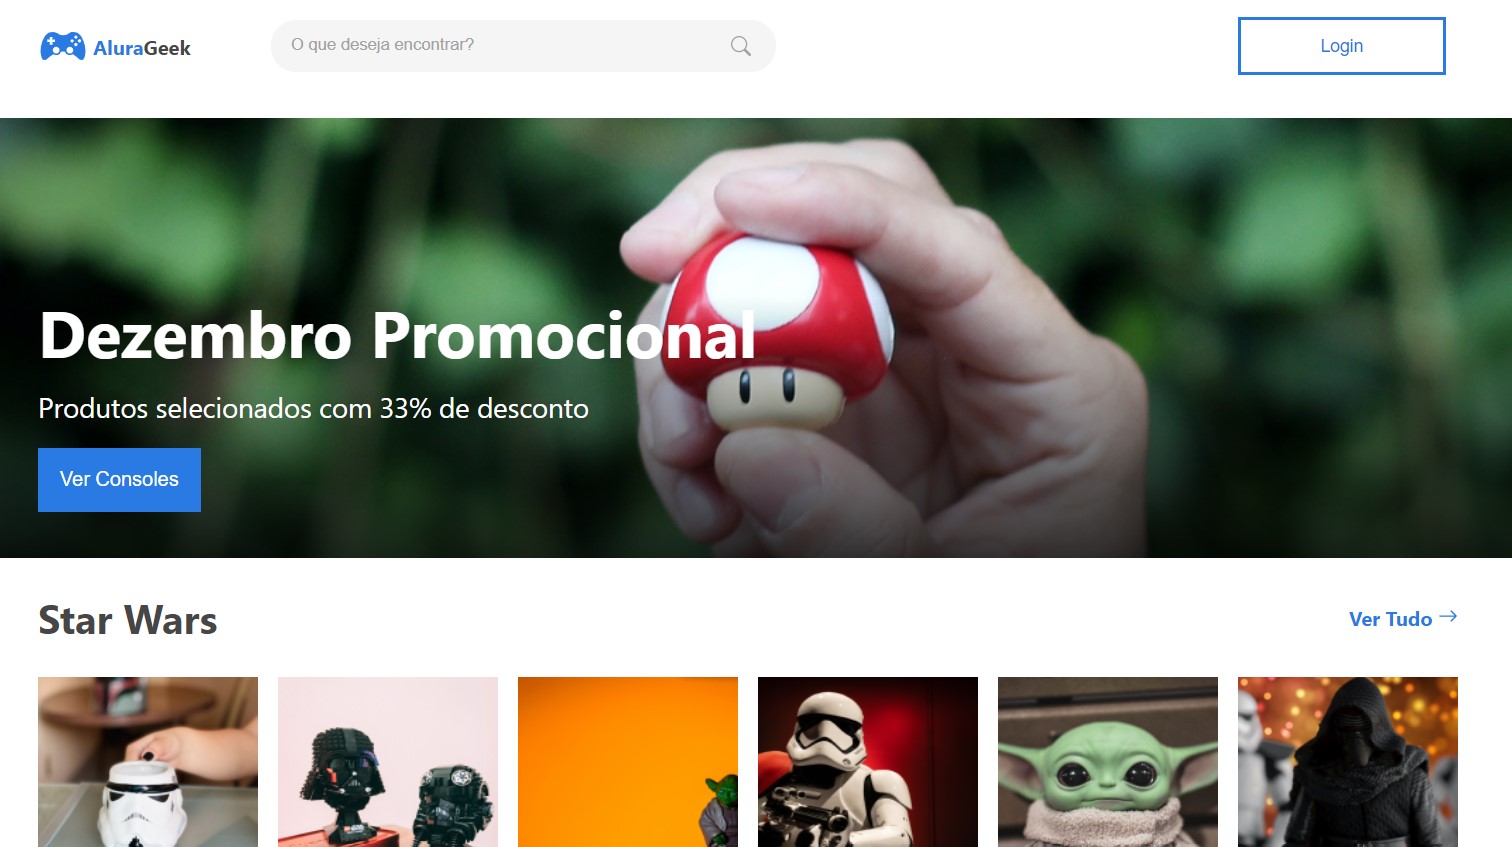 AluraGeek
O que deseja encontrar?
Login
Dezembro Promocional
Produtos selecionados com 33% de desconto
Ver Consoles
Star Wars
Ver Tudo →